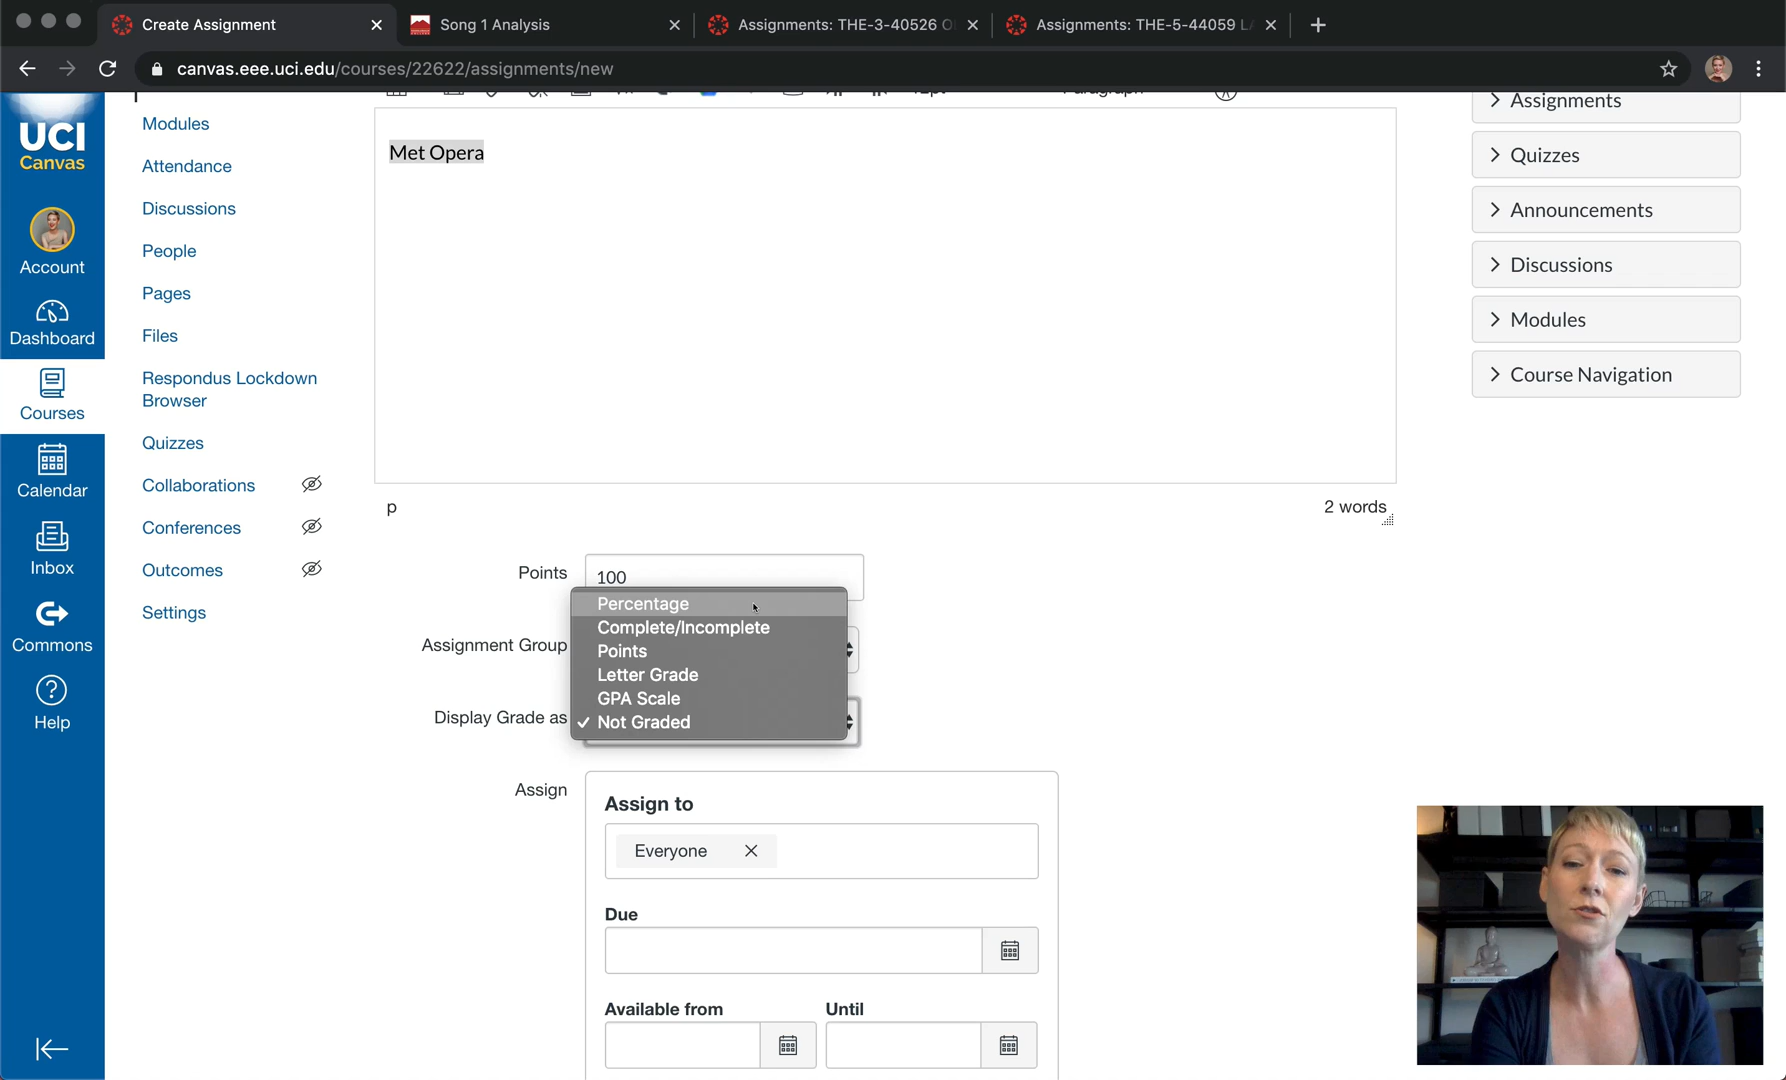 Create Assignment
Song 1 Analysis
Assignments: THE-3-40526
Assignments: THE-5-44059
canvas.eee.uci.edu/courses/22622/assignments/new
UCI
Canvas
Account
Dashboard
Courses
Calendar
Inbox
Commons
Help
Modules
Attendance
Discussions
People
Pages
Files
Respondus Lockdown
Browser
Quizzes
Collaborations
Conferences
Outcomes
Settings
Met Opera
p
2 words
Points
100
Assignment Group
Display Grade as
Percentage
Complete/Incomplete
Points
Letter Grade
GPA Scale
✓ Not Graded
Assign
Assign to
Everyone
Due
Available from
Until
Assignments
Quizzes
Announcements
Discussions
Modules
Course Navigation